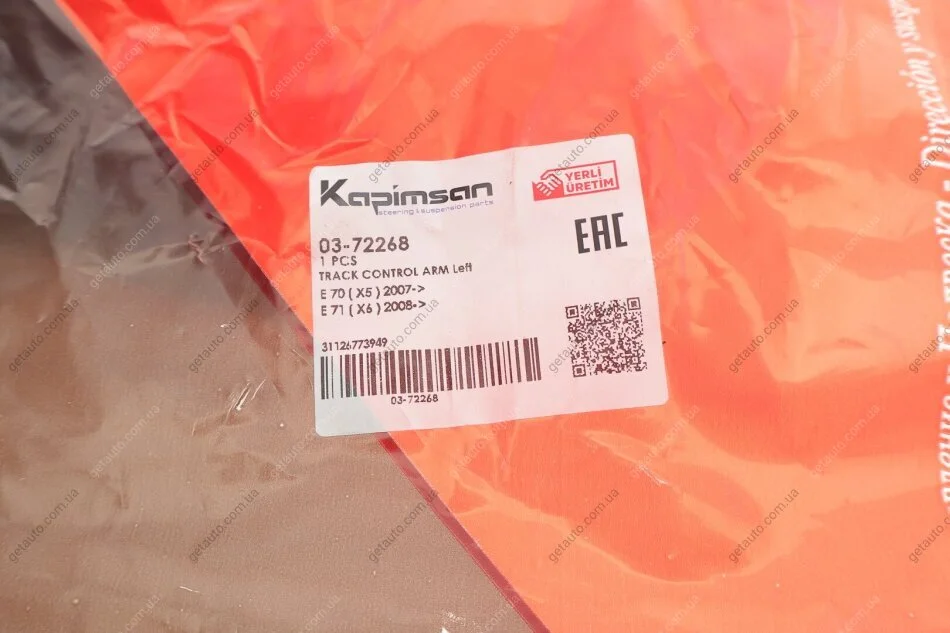 Kapimsan
steering & suspension parts
YERLİ
ÜRETİM
EAC
03-72268
1 PCS
TRACK CONTROL ARM Left
E 70 ( X5 ) 2007->
E 71 ( X6 ) 2008->
31126773949
03-72268
Dirección
getauto.com.ua